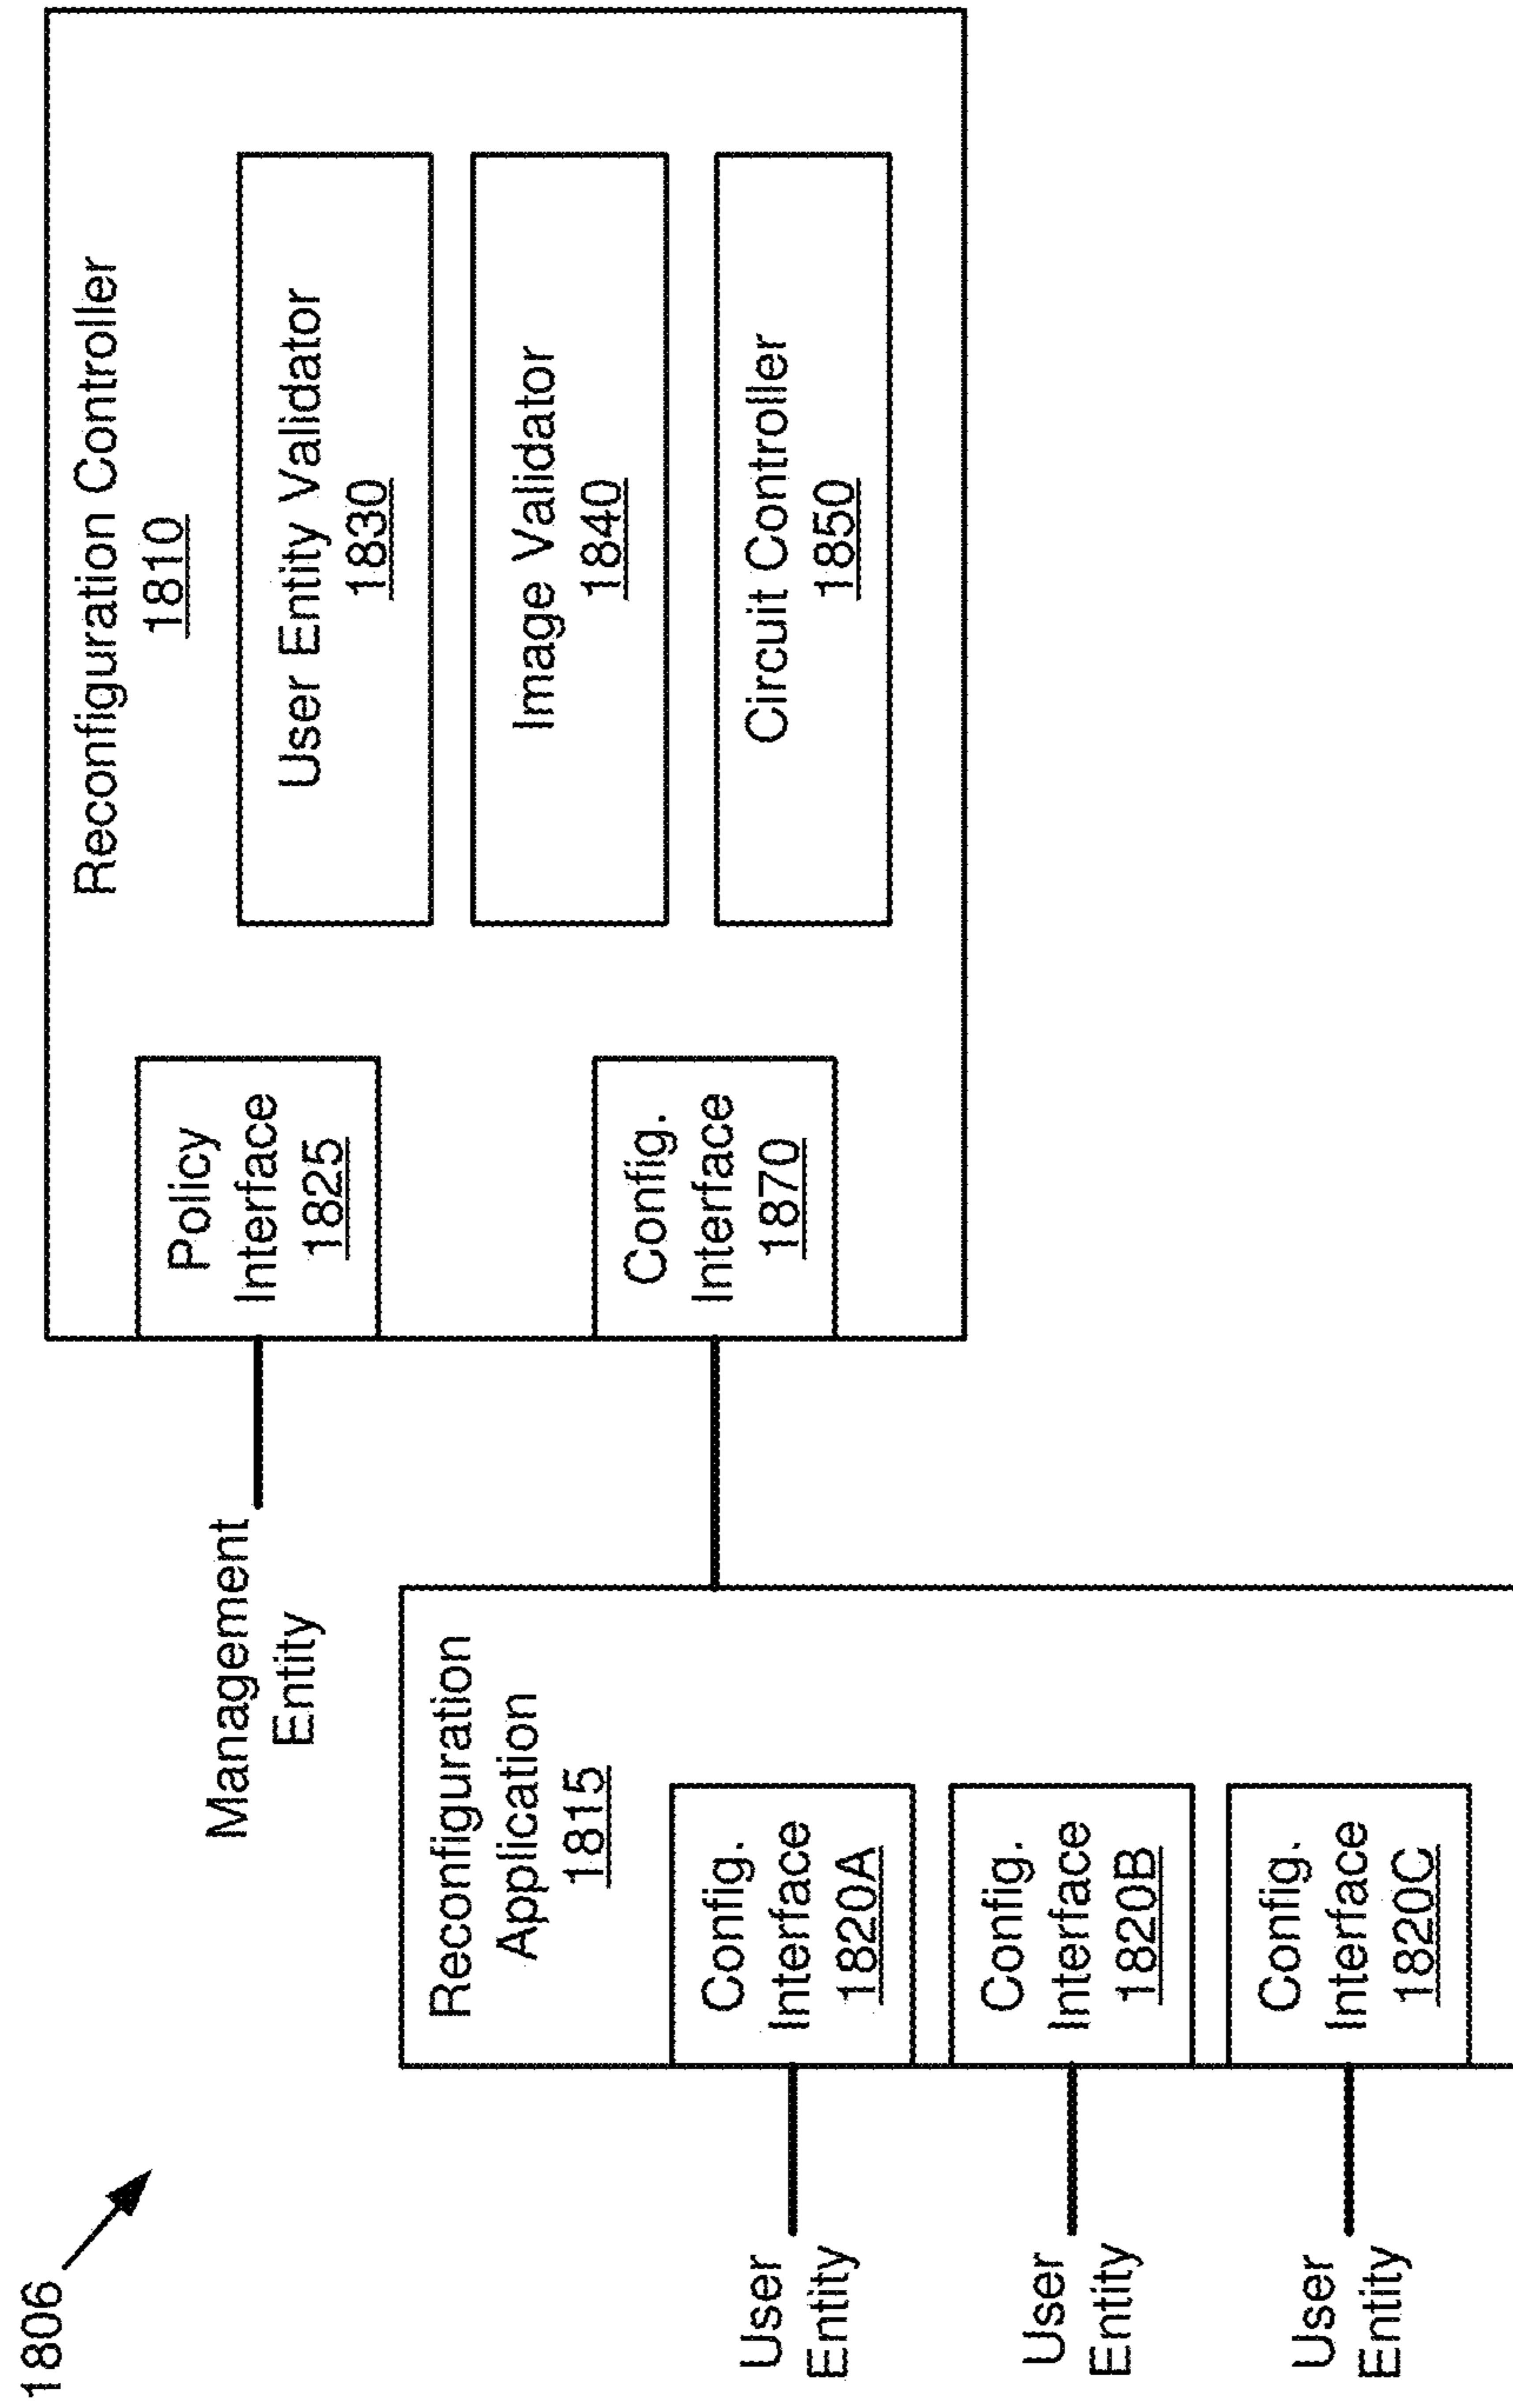 1806
Management
Entity
Reconfiguration Controller
1810
Policy
Interface
1825
User Entity Validator
1830
Image Validator
1840
Circuit Controller
1850
Config.
Interface
1870
Reconfiguration
Application
1815
User
Entity
Config.
Interface
1820A
User
Entity
Config.
Interface
1820B
User
Entity
Config.
Interface
1820C